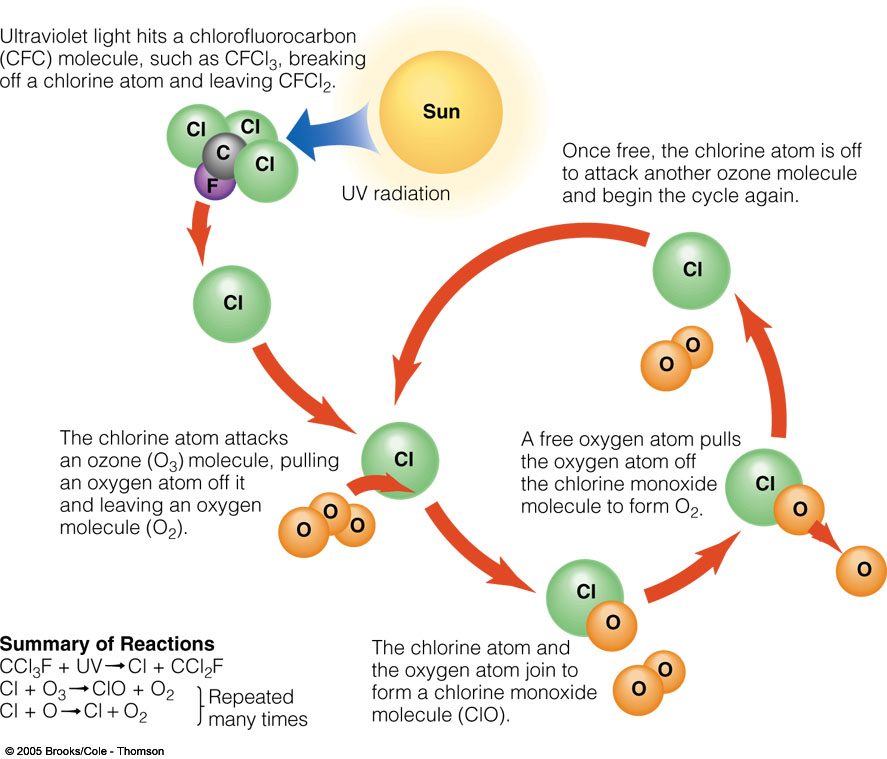 Ultraviolet light hits a chlorofluorocarbon
(CFC) molecule, such as CFCl₃, breaking
off a chlorine atom and leaving CFCl₂.
Sun
Cl
Cl
C
Cl
F
UV radiation
Once free, the chlorine atom is off
to attack another ozone molecule
and begin the cycle again.
Cl
Cl
O
O
The chlorine atom attacks
an ozone (O₃) molecule, pulling
an oxygen atom off it
and leaving an oxygen
molecule (O₂).
Cl
O
O
O
A free oxygen atom pulls
the oxygen atom off
the chlorine monoxide
molecule to form O₂.
Cl
O
O
Cl
O
O
O
The chlorine atom and
the oxygen atom join to
form a chlorine monoxide
molecule (ClO).
Summary of Reactions
CCl₃F + UV → Cl + CCl₂F
Cl + O₃ → ClO + O₂
Cl + O → Cl + O₂
Repeated
many times
© 2005 Brooks/Cole - Thomson